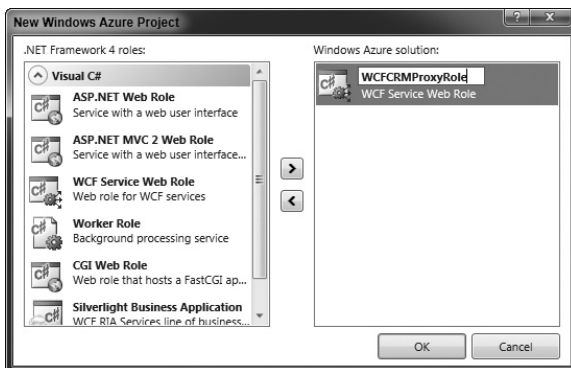 New Windows Azure Project
.NET Framework 4 roles:
Visual C#
ASP.NET Web Role
Service with a web user interface
ASP.NET MVC 2 Web Role
Service with a web user interface...
WCF Service Web Role
Web role for WCF services
Worker Role
Background processing service
CGI Web Role
Web role that hosts a FastCGI ap...
Silverlight Business Application
WCF RIA Services line of business...
Windows Azure solution:
WCFCRMProxyRole
WCF Service Web Role
OK
Cancel